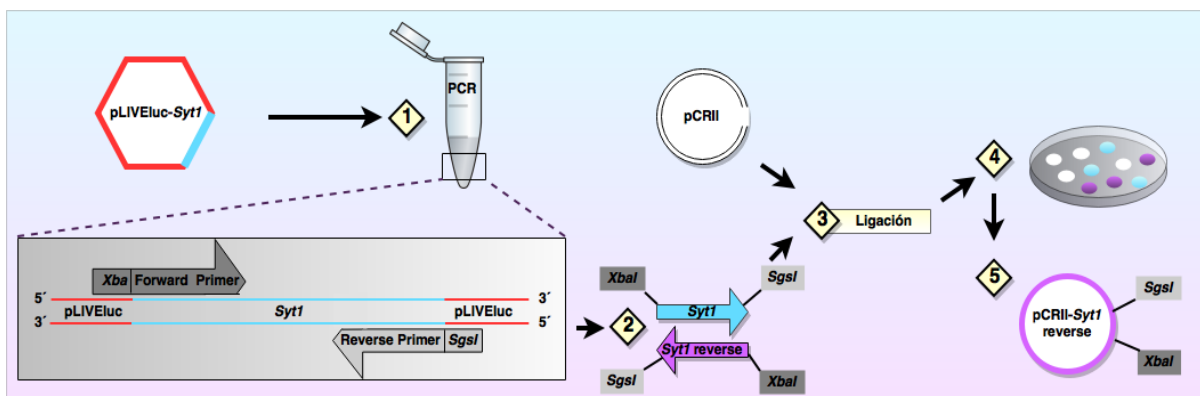 pLIVEluc-Syt1
1
PCR
pCRII
4
3
Ligación
5
Xba Forward Primer
5´ 3´
pLIVEluc Syt1 pLIVEluc
3´ 5´
Reverse Primer SgsI
2
XbaI
SgsI
Syt1
Syt1 reverse
SgsI
XbaI
pCRII-Syt1
reverse
SgsI
XbaI